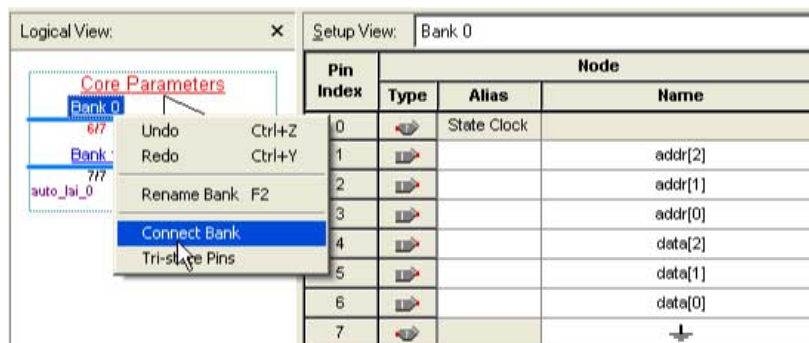 Logical View:
Setup View: Bank 0
Core Parameters
Bank 0
6/7
Bank
7/7
auto_lai_0
Undo Ctrl+Z
Redo Ctrl+Y
Rename Bank F2
Connect Bank
Tri-state Pins
Pin Index
Node
Type Alias Name
0 State Clock
1 addr[2]
2 addr[1]
3 addr[0]
4 data[2]
5 data[1]
6 data[0]
7